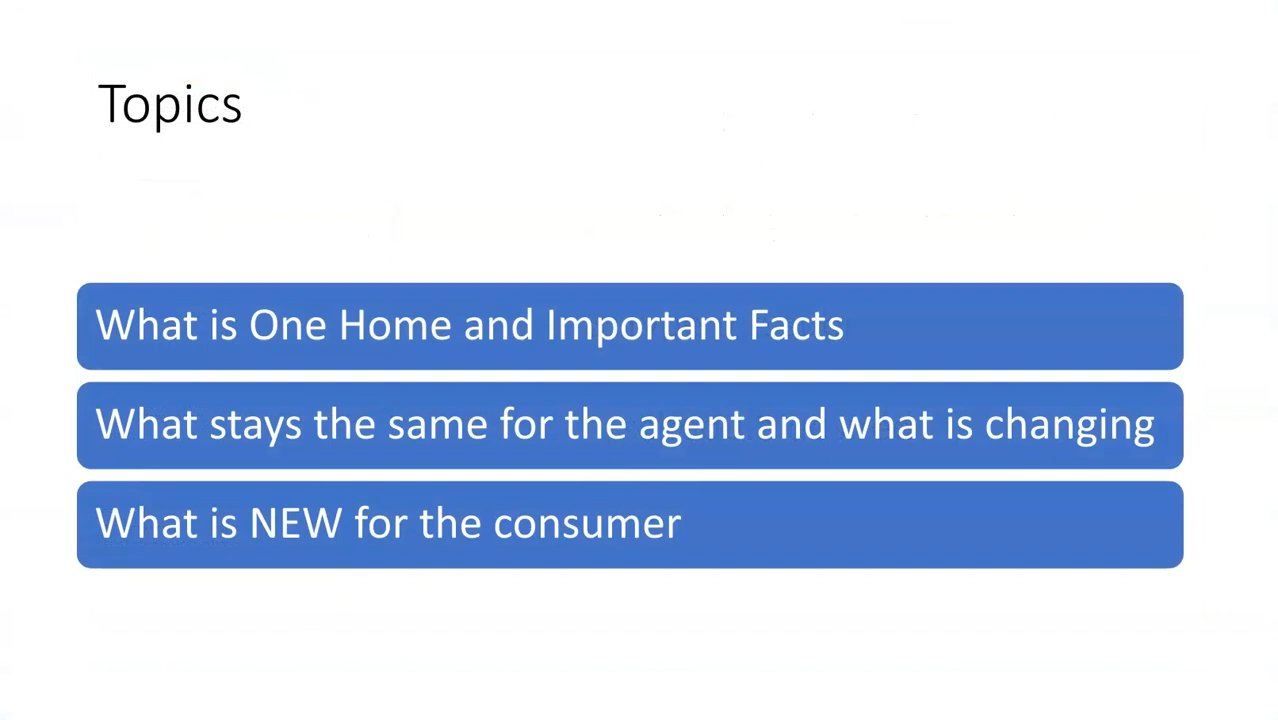 Topics
What is One Home and Important Facts
What stays the same for the agent and what is changing
What is NEW for the consumer